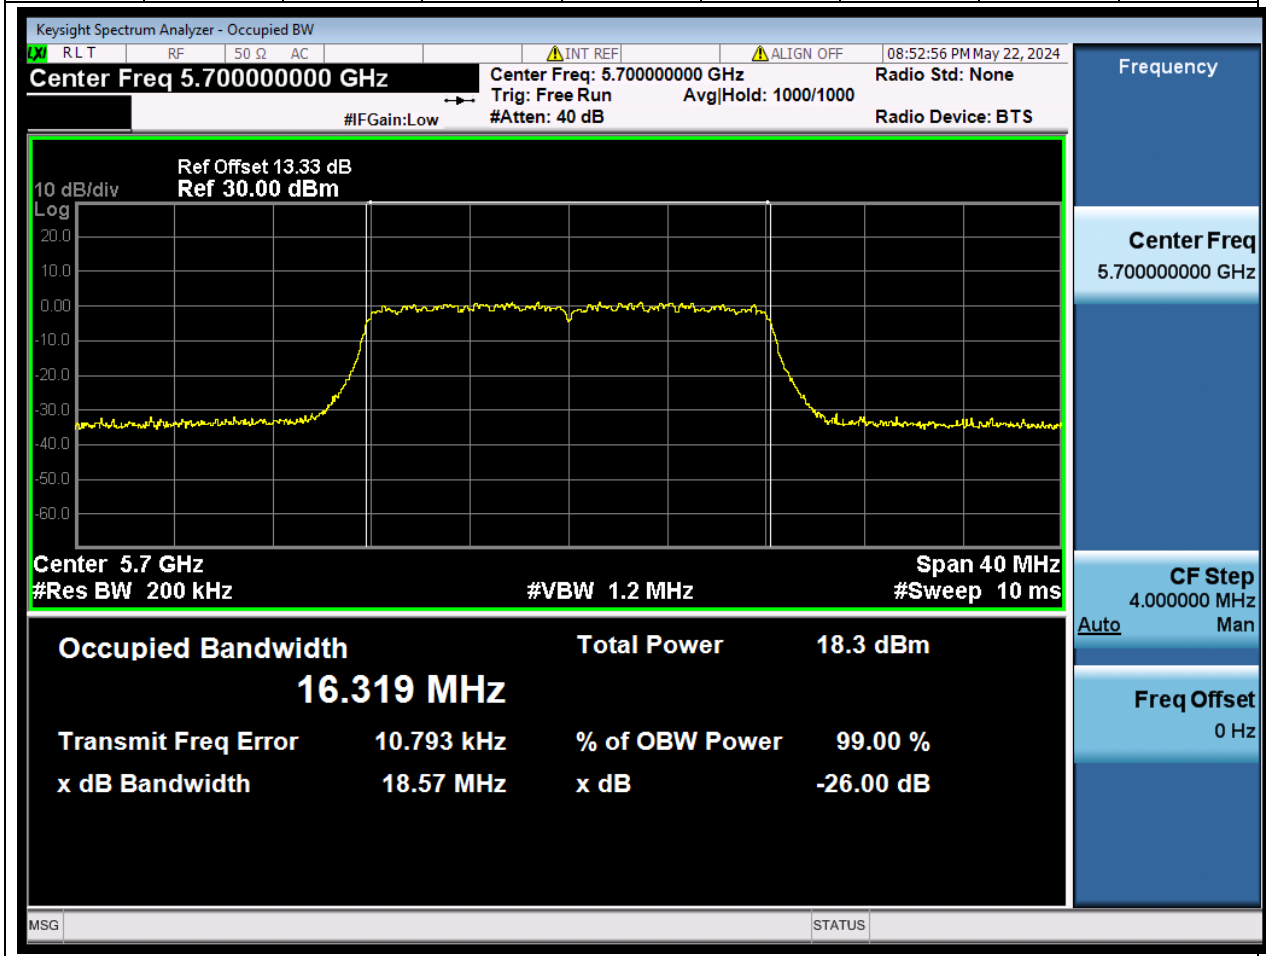 Keysight Spectrum Analyzer - Occupied BW
LXI RLT RF 50 Ω AC INT REF ALIGN OFF 08:52:56 PM May 22, 2024
Center Freq 5.700000000 GHz
Center Freq: 5.700000000 GHz
Radio Std: None
Trig: Free Run Avg|Hold: 1000/1000
#IFGain:Low
#Atten: 40 dB
Radio Device: BTS
Ref Offset 13.33 dB
10 dB/div Ref 30.00 dBm
Log
20.0
10.0
0.00
-10.0
-20.0
-30.0
-40.0
-50.0
-60.0
Center 5.7 GHz Span 40 MHz
#Res BW 200 kHz #VBW 1.2 MHz #Sweep 10 ms
Occupied Bandwidth Total Power 18.3 dBm
16.319 MHz
Transmit Freq Error 10.793 kHz % of OBW Power 99.00 %
x dB Bandwidth 18.57 MHz x dB -26.00 dB
MSG STATUS
Frequency
Center Freq
5.700000000 GHz
CF Step
4.000000 MHz
Auto Man
Freq Offset
0 Hz